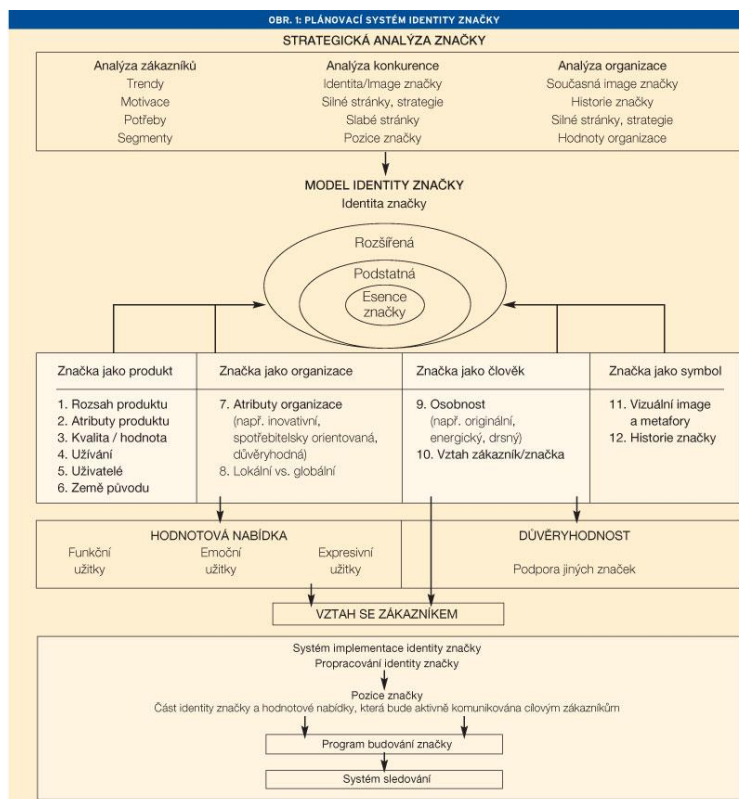 OBR. 1: PLÁNOVACÍ SYSTÉM IDENTITY ZNAČKY
STRATEGICKÁ ANALÝZA ZNAČKY
Analýza zákazníků
Trendy
Motivace
Potřeby
Segmenty
Analýza konkurence
Identita/Image značky
Silné stránky, strategie
Slabé stránky
Pozice značky
Analýza organizace
Současná image značky
Historie značky
Silné stránky, strategie
Hodnoty organizace
MODEL IDENTITY ZNAČKY
Identita značky
Rozšířená
Podstatná
Esence
značky
Značka jako produkt
1. Rozsah produktu
2. Atributy produktu
3. Kvalita / hodnota
4. Užívání
5. Uživatelé
6. Země původu
Značka jako organizace
7. Atributy organizace
(např. inovativní,
spotřebitelsky orientovaná,
důvěryhodná)
8. Lokální vs. globální
Značka jako člověk
9. Osobnost
(např. originální,
energický, drsný)
10. Vztah zákazník/značka
Značka jako symbol
11. Vizuální image
a metafory
12. Historie značky
HODNOTOVÁ NABÍDKA
Funkční
užitky
Emoční
užitky
Expresivní
užitky
DŮVĚRYHODNOST
Podpora jiných značek
VZTAH SE ZÁKAZNÍKEM
Systém implementace identity značky
Propracování identity značky
Pozice značky
Část identity značky a hodnotové nabídky, která bude aktivně komunikována cílovým zákazníkům
Program budování značky
Systém sledování